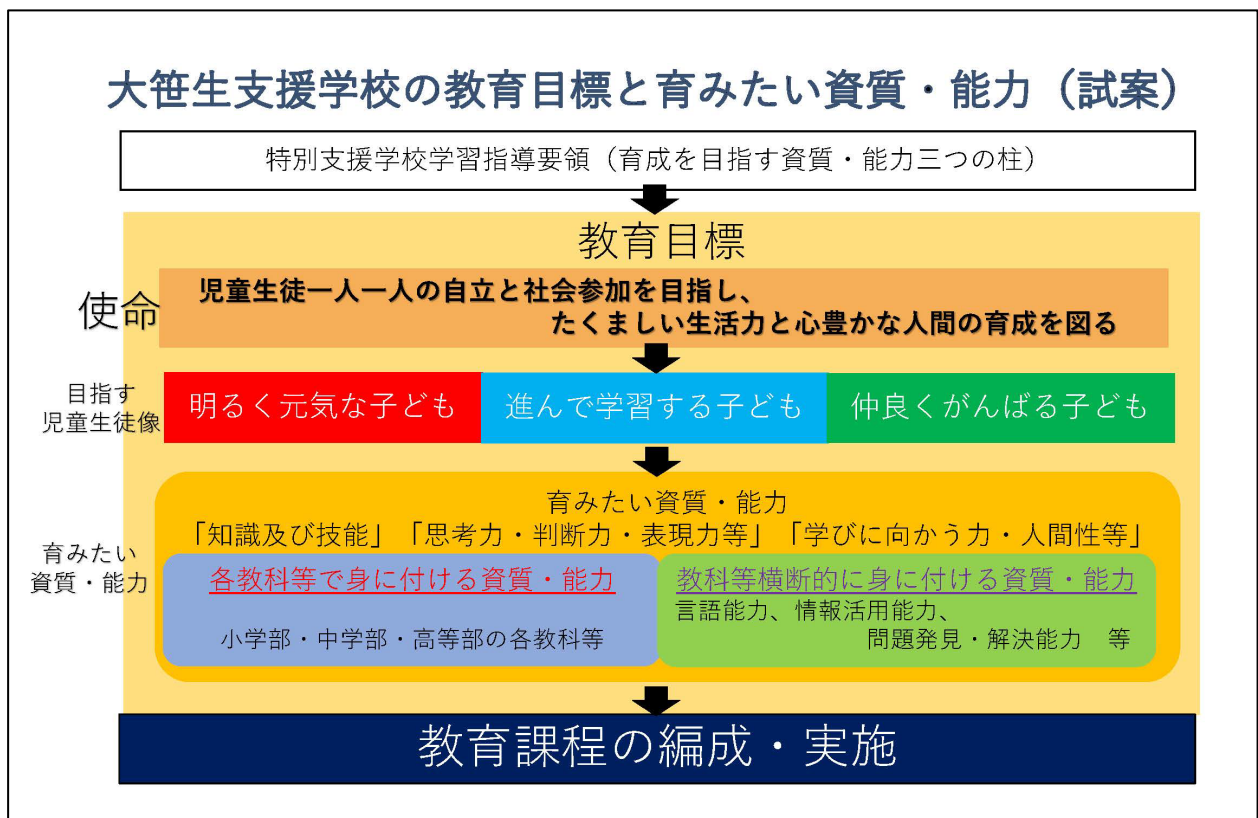 大笹生支援学校の教育目標と育みたい資質・能力（試案）
特別支援学校学習指導要領（育成を目指す資質・能力三つの柱）
教育目標
使命
児童生徒一人一人の自立と社会参加を目指し、
たくましい生活力と心豊かな人間の育成を図る
目指す
児童生徒像
明るく元気な子ども
進んで学習する子ども
仲良くがんばる子ども
育みたい
資質・能力
育みたい資質・能力
「知識及び技能」「思考力・判断力・表現力等」「学びに向かう力・人間性等」
各教科等で身に付ける資質・能力
小学部・中学部・高等部の各教科等
教科等横断的に身に付ける資質・能力
言語能力、情報活用能力、
問題発見・解決能力　等
教育課程の編成・実施